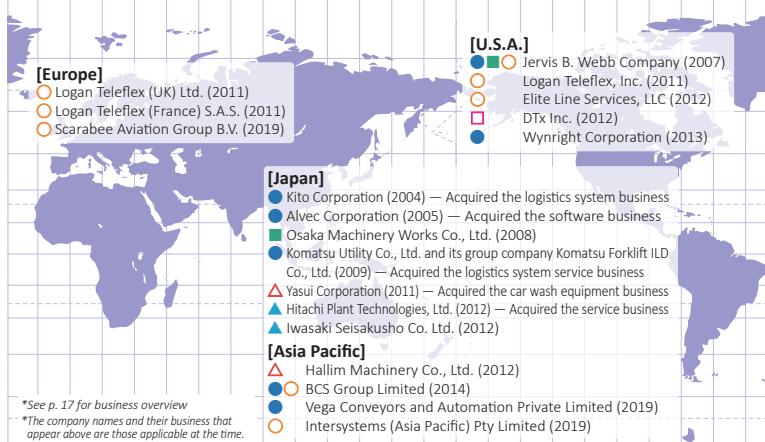 [Europe]
Logan Teleflex (UK) Ltd. (2011)
Logan Teleflex (France) S.A.S. (2011)
Scarabee Aviation Group B.V. (2019)
[U.S.A.]
Jervis B. Webb Company (2007)
Logan Teleflex, Inc. (2011)
Elite Line Services, LLC (2012)
DTx Inc. (2012)
Wynright Corporation (2013)
[Japan]
Kito Corporation (2004) — Acquired the logistics system business
Alvec Corporation (2005) — Acquired the software business
Osaka Machinery Works Co., Ltd. (2008)
Komatsu Utility Co., Ltd. and its group company Komatsu Forklift ILD
Co., Ltd. (2009) — Acquired the logistics system service business
Yasui Corporation (2011) — Acquired the car wash equipment business
Hitachi Plant Technologies, Ltd. (2012) — Acquired the service business
Iwasaki Seisakusho Co. Ltd. (2012)
[Asia Pacific]
Hallim Machinery Co., Ltd. (2012)
BCS Group Limited (2014)
Vega Conveyors and Automation Private Limited (2019)
Intersystems (Asia Pacific) Pty Limited (2019)
*See p. 17 for business overview
*The company names and their business that
appear above are those applicable at the time.